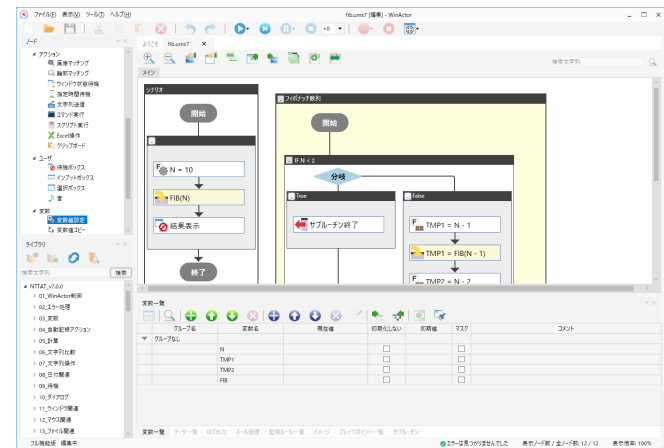 ファイル(F) 表示(V) ツール(T) ヘルプ(H)
fib.ums7 [編集] - WinActor
ノード
アクション
画像マッチング
輪郭マッチング
ウィンドウ状態待機
指定時間待機
文字列送信
コマンド実行
スクリプト実行
Excel操作
クリップボード
ユーザ
待機ボックス
インプットボックス
選択ボックス
音
変数
変数値設定
変数値コピー
ライブラリ
検索文字列
検索
NTTAT_v7.0.0
01_WinActor制御
02_エラー処理
03_変数
04_自動記録アクション
05_計算
06_文字列比較
07_文字列操作
08_日付関連
09_待機
10_ダイアログ
11_ウィンドウ関連
12_マウス関連
13_ファイル関連
ようこそ fib.ums7
検索文字列
メイン
シナリオ
開始
N = 10
FIB(N)
結果表示
終了
フィボナッチ数列
開始
IF N < 2
分岐
True
サブルーチン終了
False
TMP1 = N - 1
TMP1 = FIB(N - 1)
TMP2 = N - 2
変数一覧
グループ名 変数名 現在値 初期化しない 初期値 マスク コメント
グループなし
N
TMP1
TMP2
FIB
変数一覧 データ一覧 ログ出力 メール管理 監視ルール一覧 イメージ ブレイクポイント一覧 サブルーチン
フル機能版 編集中
エラーは見つかりませんでした 表示ノード数 / 全ノード数: 12 / 12 表示倍率: 100%